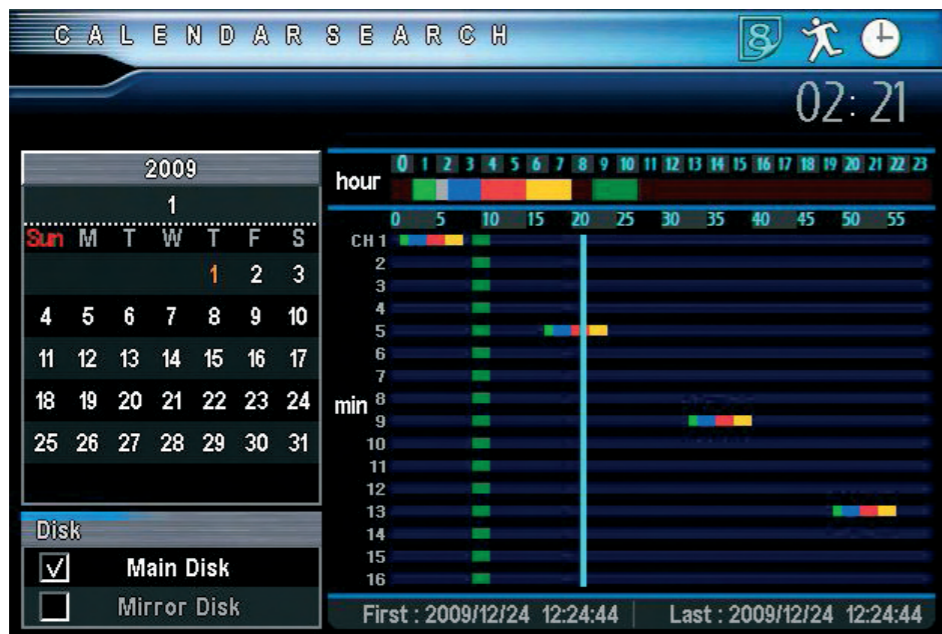 CALENDAR SEARCH
8
02:21
2009
1
Sun M T W T F S
1 2 3
4 5 6 7 8 9 10
11 12 13 14 15 16 17
18 19 20 21 22 23 24
25 26 27 28 29 30 31
Disk
Main Disk
Mirror Disk
hour 0 1 2 3 4 5 6 7 8 9 10 11 12 13 14 15 16 17 18 19 20 21 22 23
0 5 10 15 20 25 30 35 40 45 50 55
CH 1
2
3
4
5
6
7
min 8
9
10
11
12
13
14
15
16
First : 2009/12/24 12:24:44 Last : 2009/12/24 12:24:44